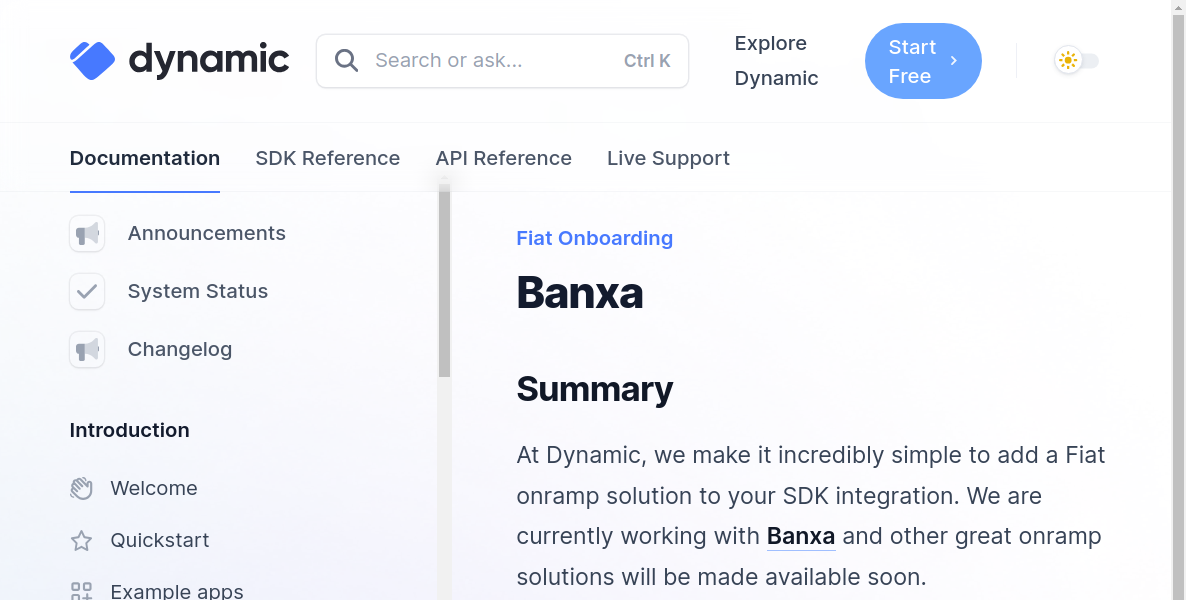 dynamic
Search or ask...
Ctrl K
Explore
Dynamic
Start
Free
Documentation
SDK Reference
API Reference
Live Support
Announcements
System Status
Changelog
Introduction
Welcome
Quickstart
Example apps
Fiat Onboarding
Banxa
Summary
At Dynamic, we make it incredibly simple to add a Fiat
onramp solution to your SDK integration. We are
currently working with Banxa and other great onramp
solutions will be made available soon.